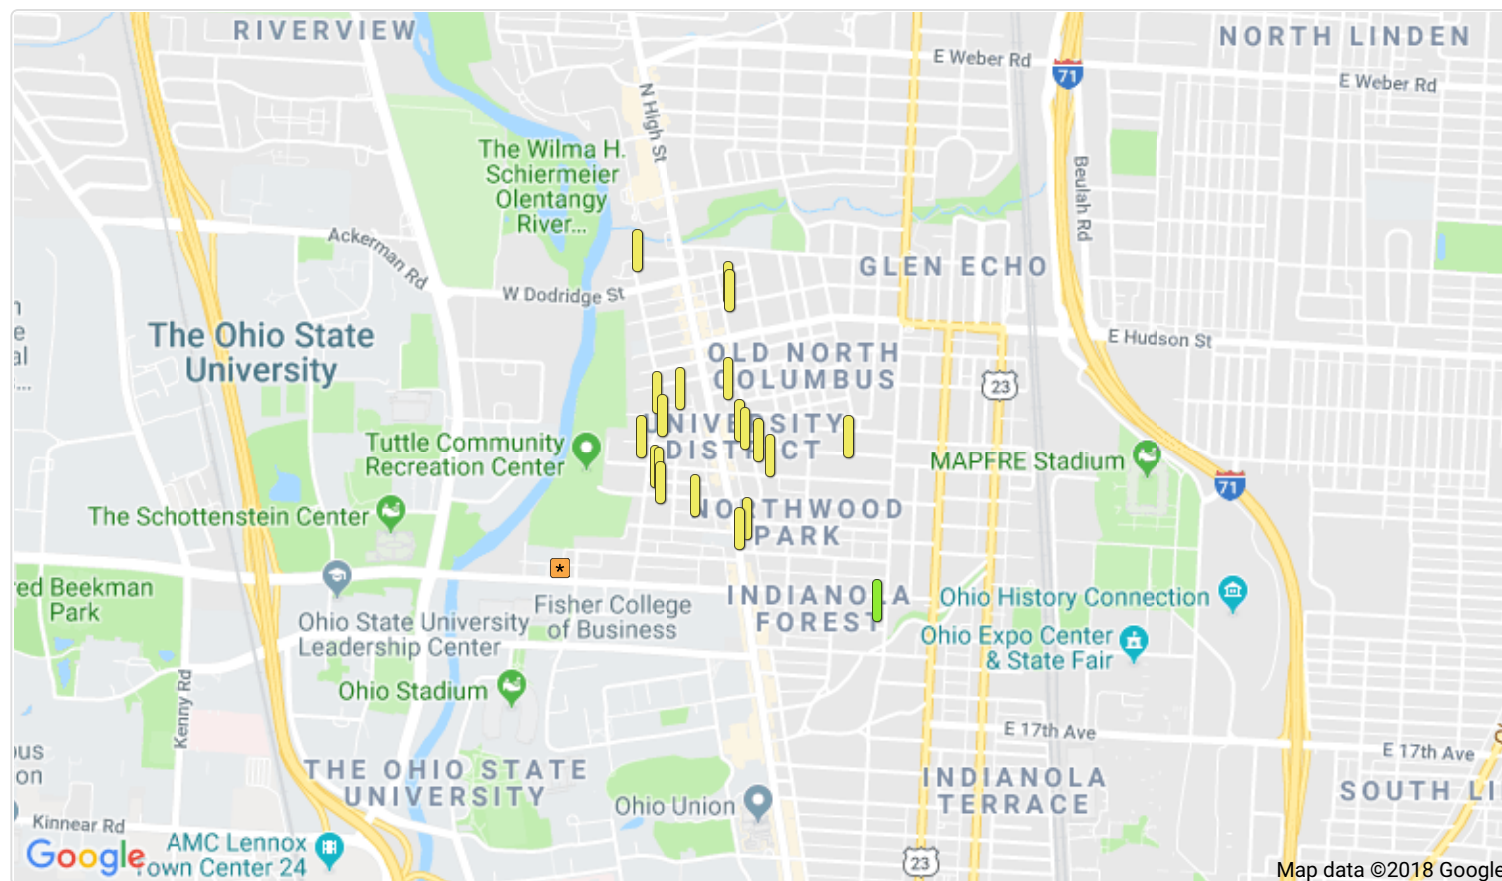 RIVERVIEW
NORTH LINDEN
E Weber Rd
71
E Weber Rd
N High St
The Wilma H.
Schiermeier
Olentangy
River...
Beulah Rd
Ackerman Rd
GLEN ECHO
W Dodridge St
The Ohio State
University
E Hudson St
OLD NORTH
COLUMBUS
23
UNIVERSITY
DISTRICT
Tuttle Community
Recreation Center
MAPFRE Stadium
71
The Schottenstein Center
NORTHWOOD
PARK
*
red Beekman
Park
Ohio State University
Leadership Center
Fisher College
of Business
INDIANOLA
FOREST
Ohio History Connection
Ohio Expo Center
& State Fair
Ohio Stadium
Kenny Rd
E 17th Ave
E 17th Ave
THE OHIO STATE
UNIVERSITY
INDIANOLA
TERRACE
SOUTH LI
Ohio Union
Kinnear Rd
AMC Lennox
Town Center 24
Google
23
Map data ©2018 Google